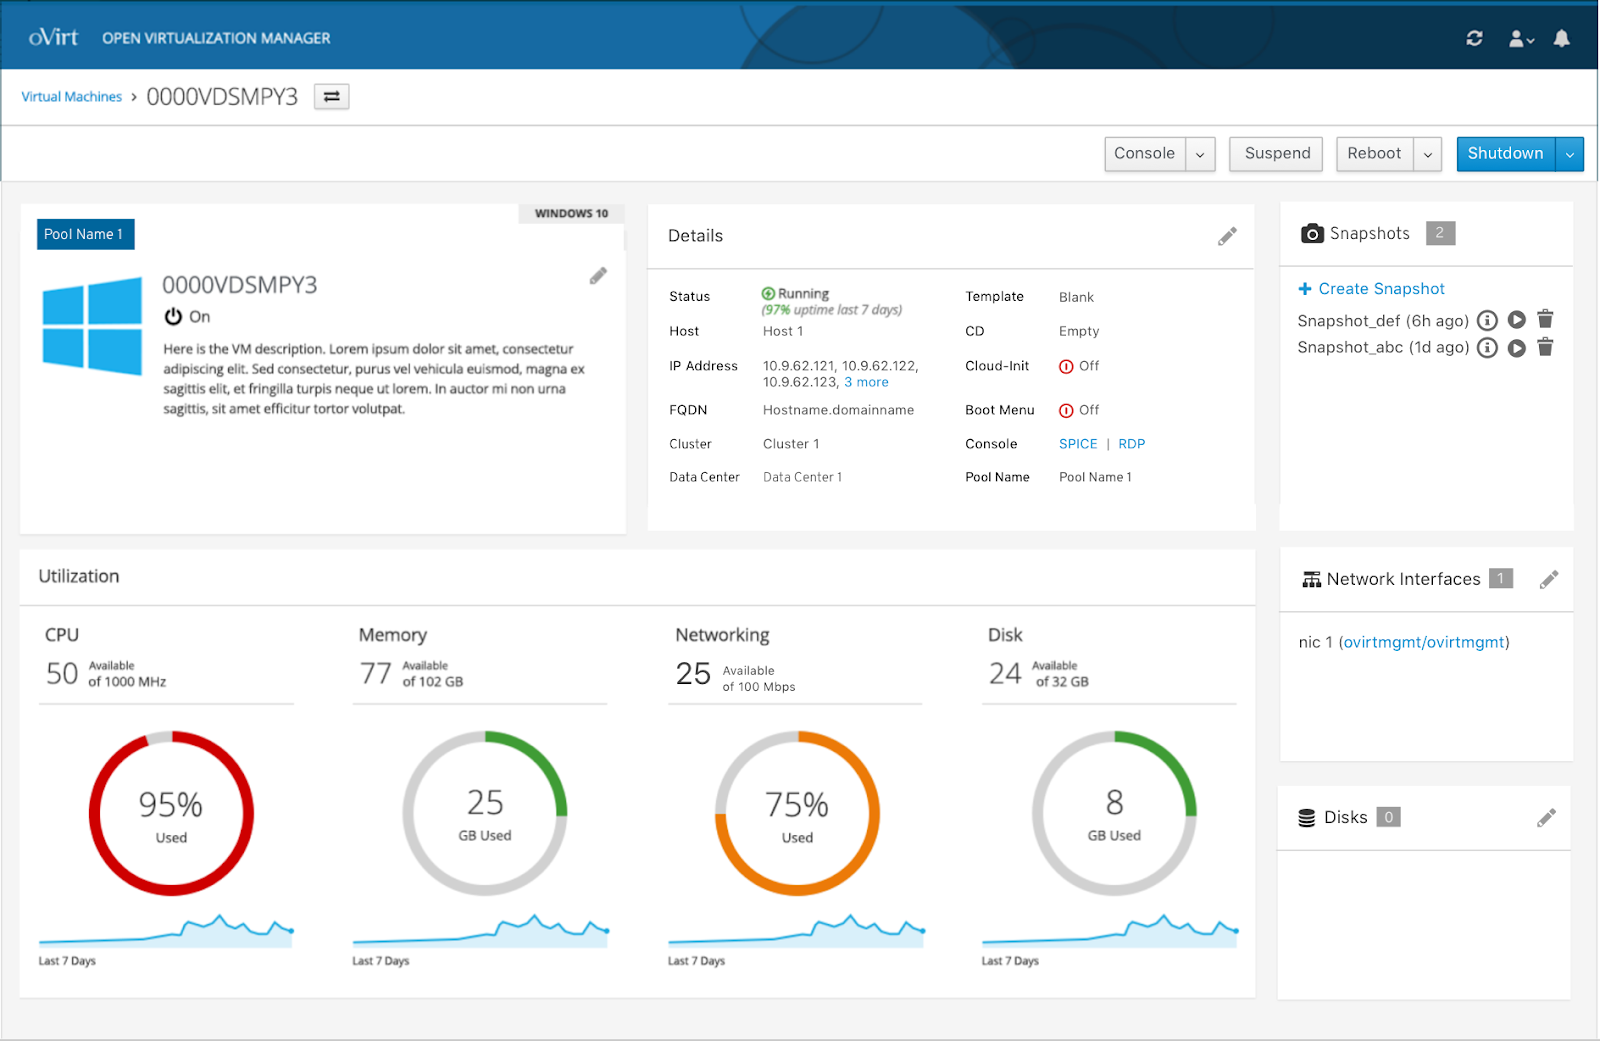 oVirt OPEN VIRTUALIZATION MANAGER
Virtual Machines › 0000VDSMPY3
Console Suspend Reboot Shutdown
WINDOWS 10
Pool Name 1
0000VDSMPY3
On
Here is the VM description. Lorem ipsum dolor sit amet, consectetur
adipiscing elit. Sed consectetur, purus vel vehicula euismod, magna ex
sagittis elit, et fringilla turpis neque ut lorem. In auctor mi non urna
sagittis, sit amet efficitur tortor volutpat.
Details
Status Running
(97% uptime last 7 days)
Host Host 1
IP Address 10.9.62.121, 10.9.62.122,
10.9.62.123, 3 more
FQDN Hostname.domainname
Cluster Cluster 1
Data Center Data Center 1
Template Blank
CD Empty
Cloud-Init Off
Boot Menu Off
Console SPICE | RDP
Pool Name Pool Name 1
Snapshots 2
+ Create Snapshot
Snapshot_def (6h ago)
Snapshot_abc (1d ago)
Utilization
CPU
50 Available
of 1000 MHz
95%
Used
Last 7 Days
Memory
77 Available
of 102 GB
25
GB Used
Last 7 Days
Networking
25 Available
of 100 Mbps
75%
Used
Last 7 Days
Disk
24 Available
of 32 GB
8
GB Used
Last 7 Days
Network Interfaces 1
nic 1 (ovirtmgmt/ovirtmgmt)
Disks 0